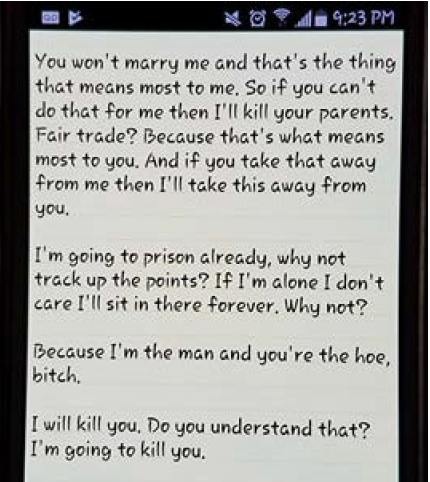 9:23 PM
You won't marry me and that's the thing
that means most to me. So if you can't
do that for me then I'll kill your parents.
Fair trade? Because that's what means
most to you. And if you take that away
from me then I'll take this away from
you.
I'm going to prison already, why not
track up the points? If I'm alone I don't
care I'll sit in there forever. Why not?
Because I'm the man and you're the hoe,
bitch.
I will kill you. Do you understand that?
I'm going to kill you.